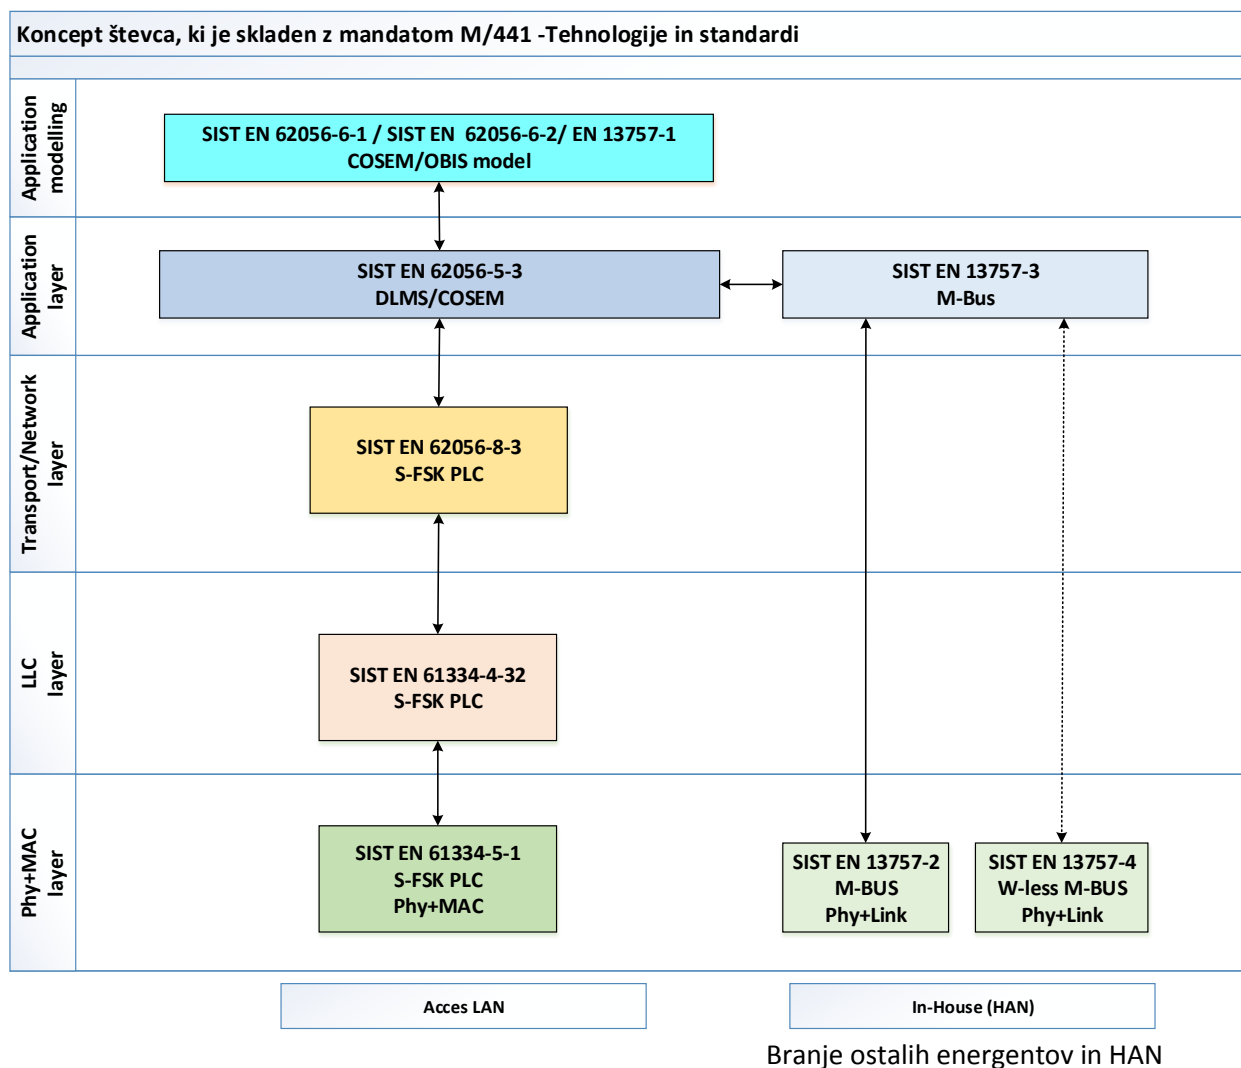 Koncept števca, ki je skladen z mandatom M/441 -Tehnologije in standardi
Application
modelling
SIST EN 62056-6-1 / SIST EN  62056-6-2/ EN 13757-1
COSEM/OBIS model
Application
layer
SIST EN 62056-5-3
DLMS/COSEM
SIST EN 13757-3
M-Bus
Transport/Network
layer
SIST EN 62056-8-3
S-FSK PLC
LLC
layer
SIST EN 61334-4-32
S-FSK PLC
Phy+MAC
layer
SIST EN 61334-5-1
S-FSK PLC
Phy+MAC
SIST EN 13757-2
M-BUS
Phy+Link
SIST EN 13757-4
W-less M-BUS
Phy+Link
Acces LAN
In-House (HAN)
Branje ostalih energentov in HAN